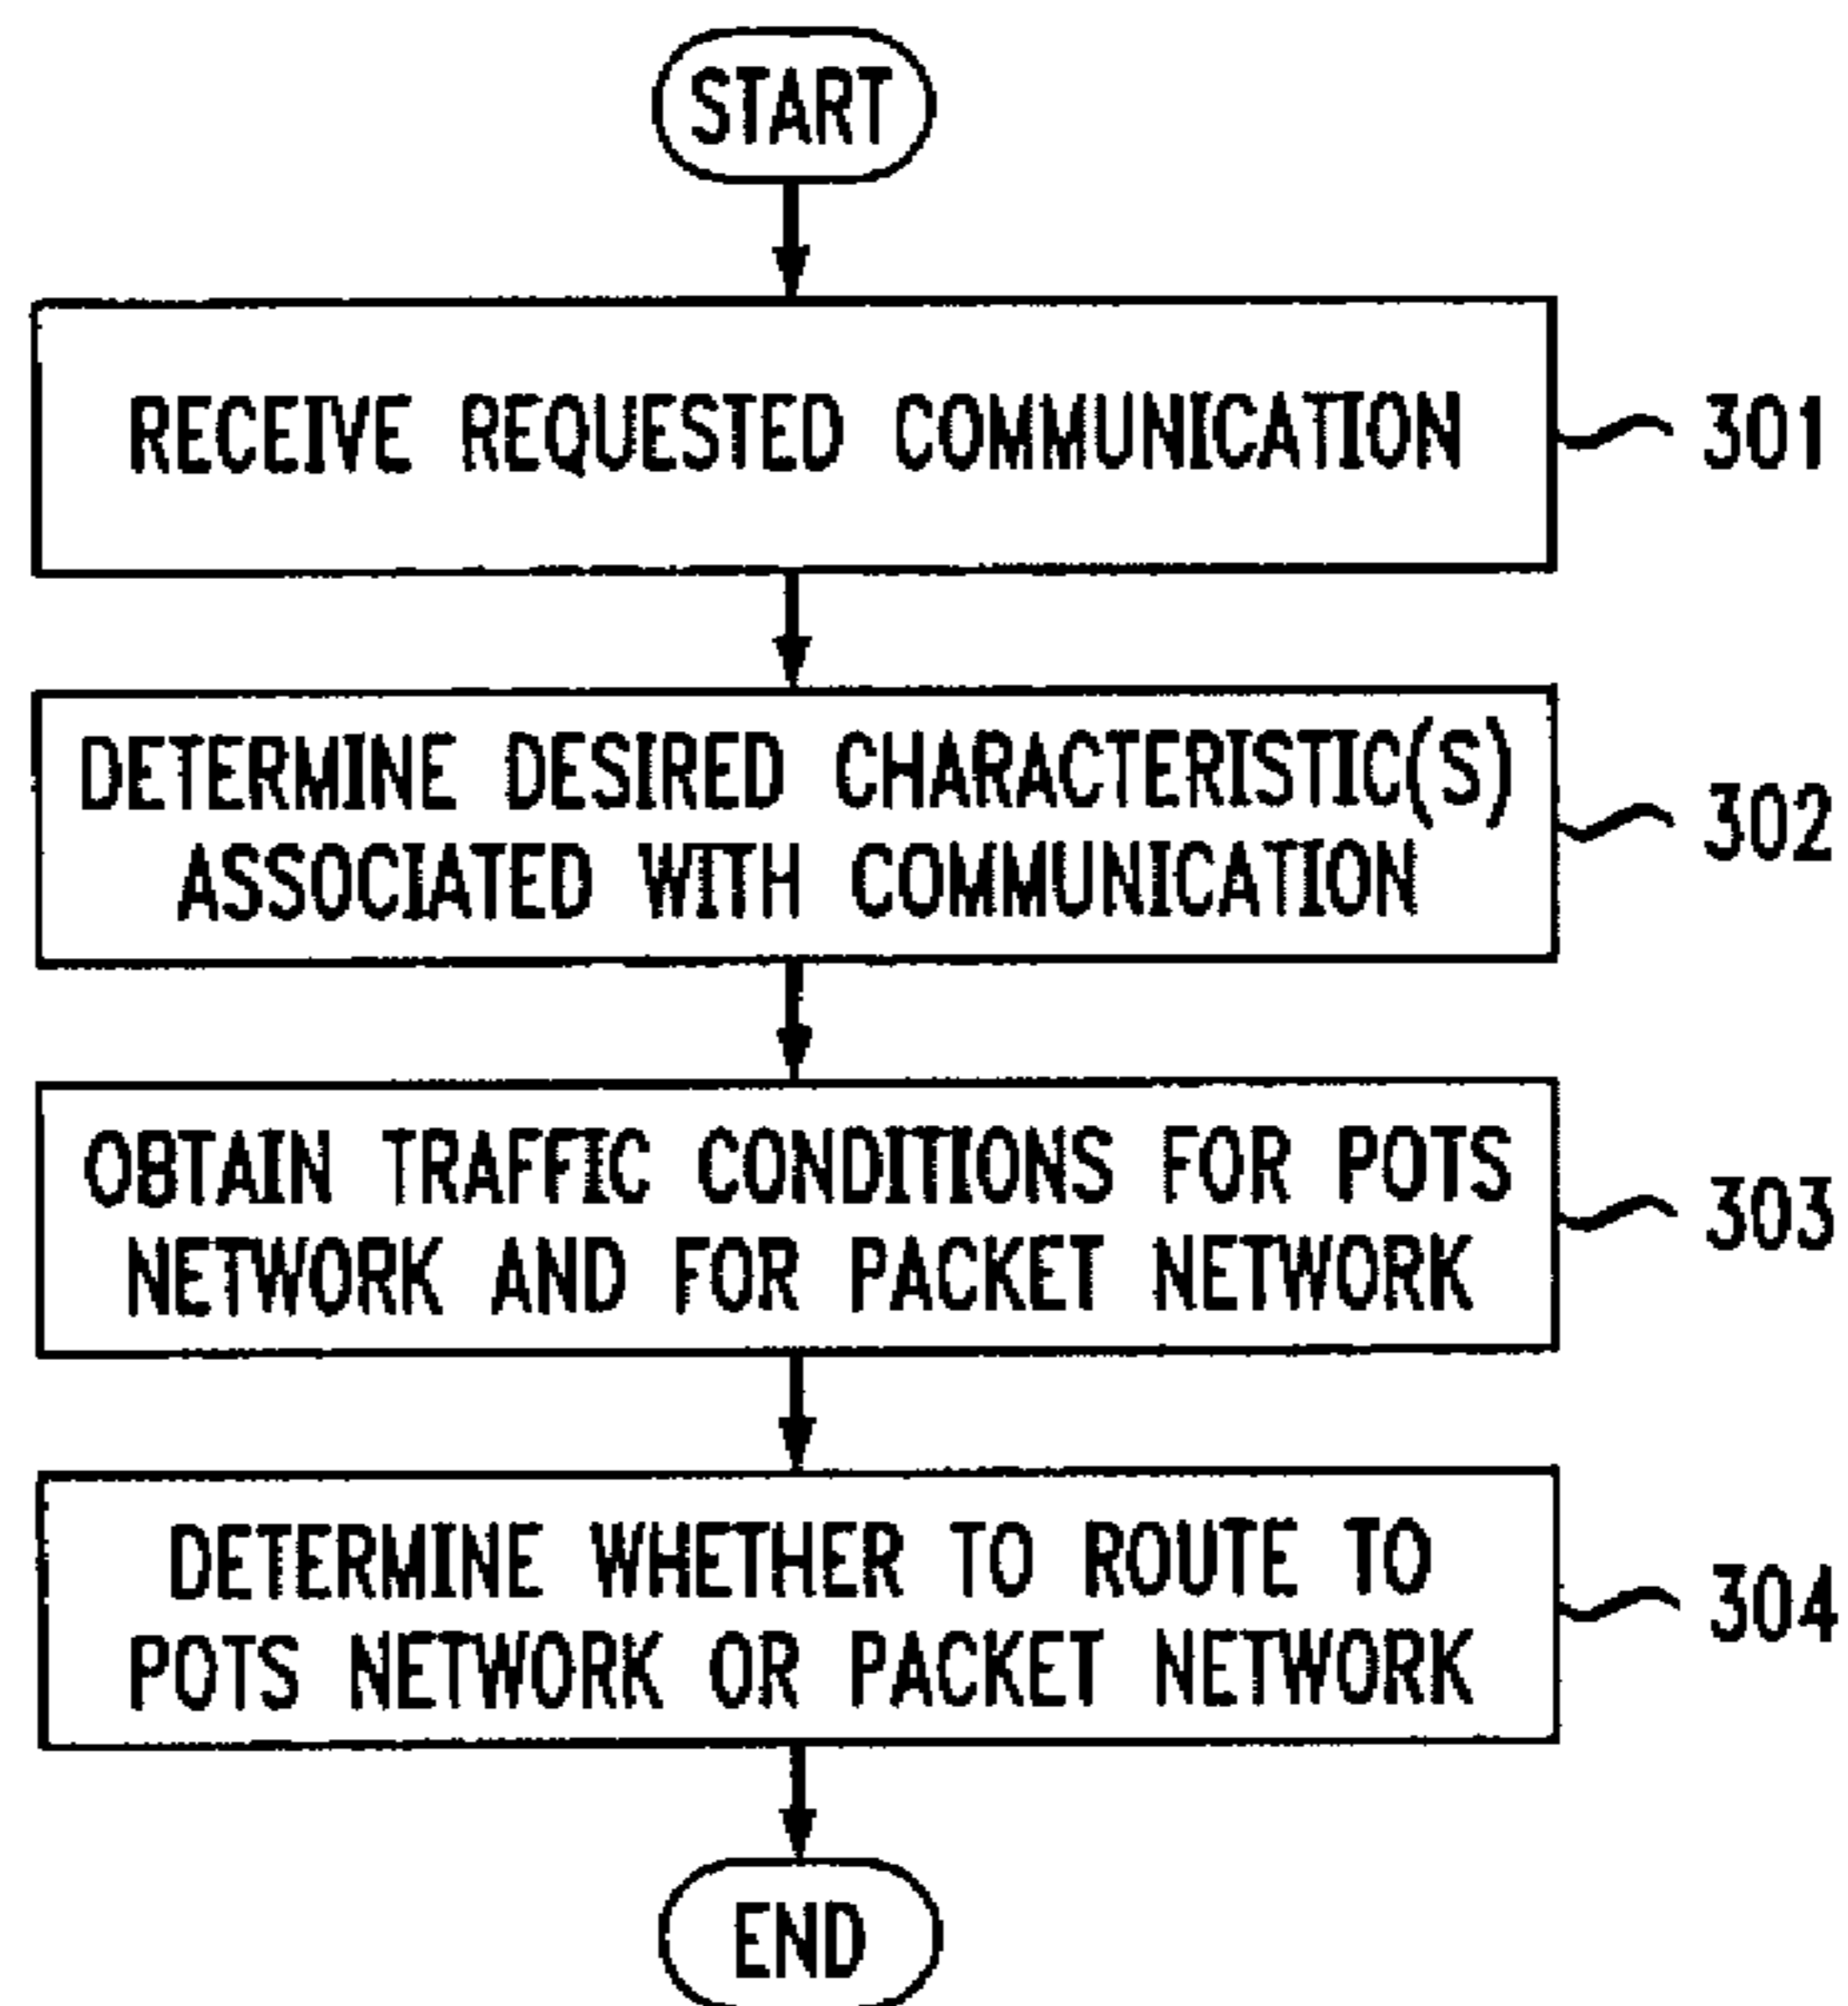 START
RECEIVE REQUESTED COMMUNICATION
301
DETERMINE DESIRED CHARACTERISTIC(S)
ASSOCIATED WITH COMMUNICATION
302
OBTAIN TRAFFIC CONDITIONS FOR POTS
NETWORK AND FOR PACKET NETWORK
303
DETERMINE WHETHER TO ROUTE TO
POTS NETWORK OR PACKET NETWORK
304
END